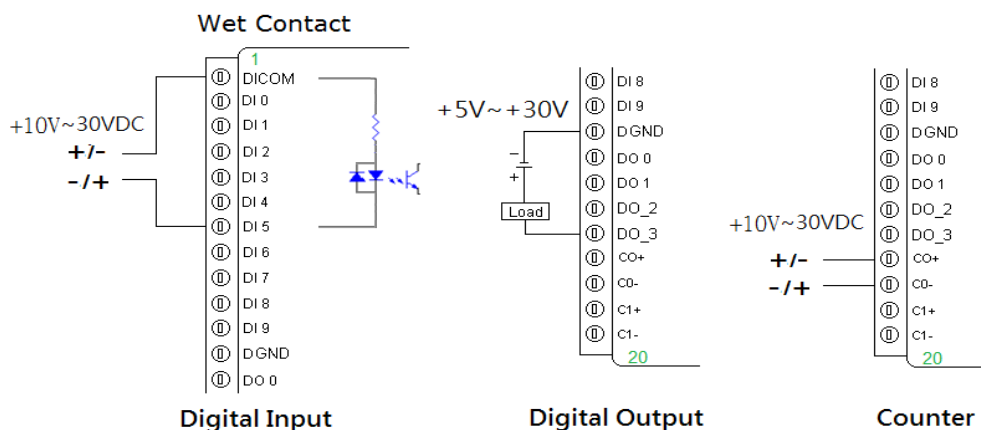 Wet Contact
1
DICOM
DI 0
DI 1
DI 2
DI 3
DI 4
DI 5
DI 6
DI 7
DI 8
DI 9
DGND
DO 0
+10V~30VDC
+/-
-/+
Digital Input
+5V~+30V
-
+
Load
DI 8
DI 9
DGND
DO 0
DO 1
DO_2
DO_3
CO+
C0-
C1+
C1-
20
Digital Output
+10V~30VDC
+/-
-/+
DI 8
DI 9
DGND
DO 0
DO 1
DO_2
DO_3
CO+
C0-
C1+
C1-
20
Counter